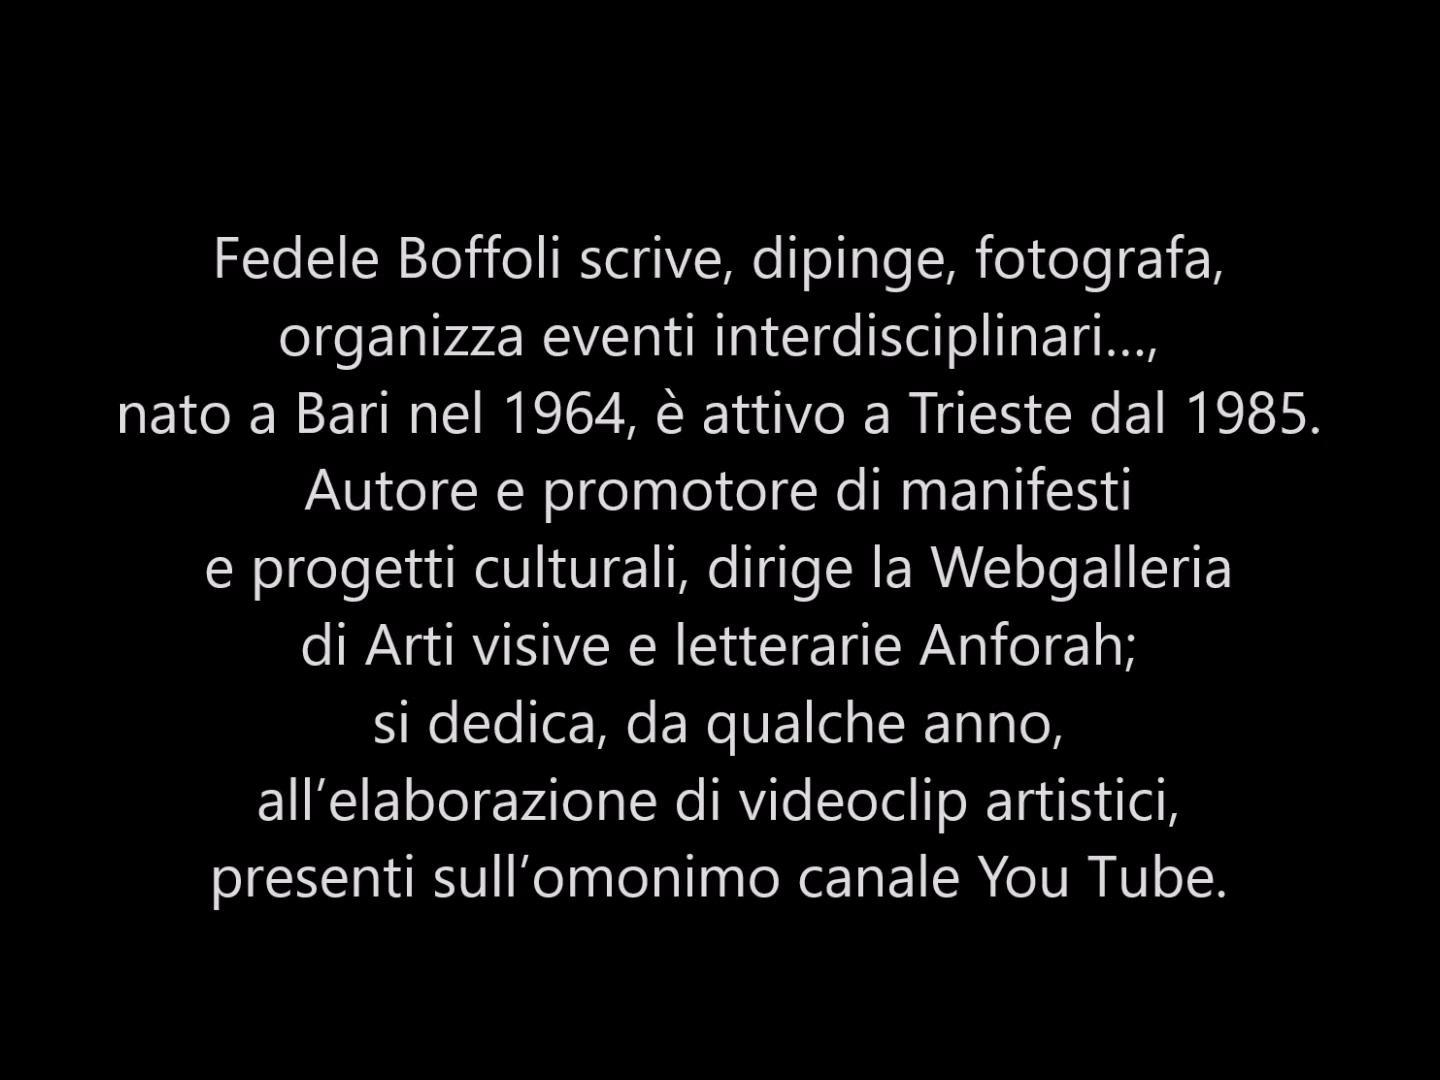 Fedele Boffoli scrive, dipinge, fotografa,
organizza eventi interdisciplinari...,
nato a Bari nel 1964, è attivo a Trieste dal 1985.
Autore e promotore di manifesti
e progetti culturali, dirige la Webgalleria
di Arti visive e letterarie Anforah;
si dedica, da qualche anno,
all’elaborazione di videoclip artistici,
presenti sull’omonimo canale You Tube.